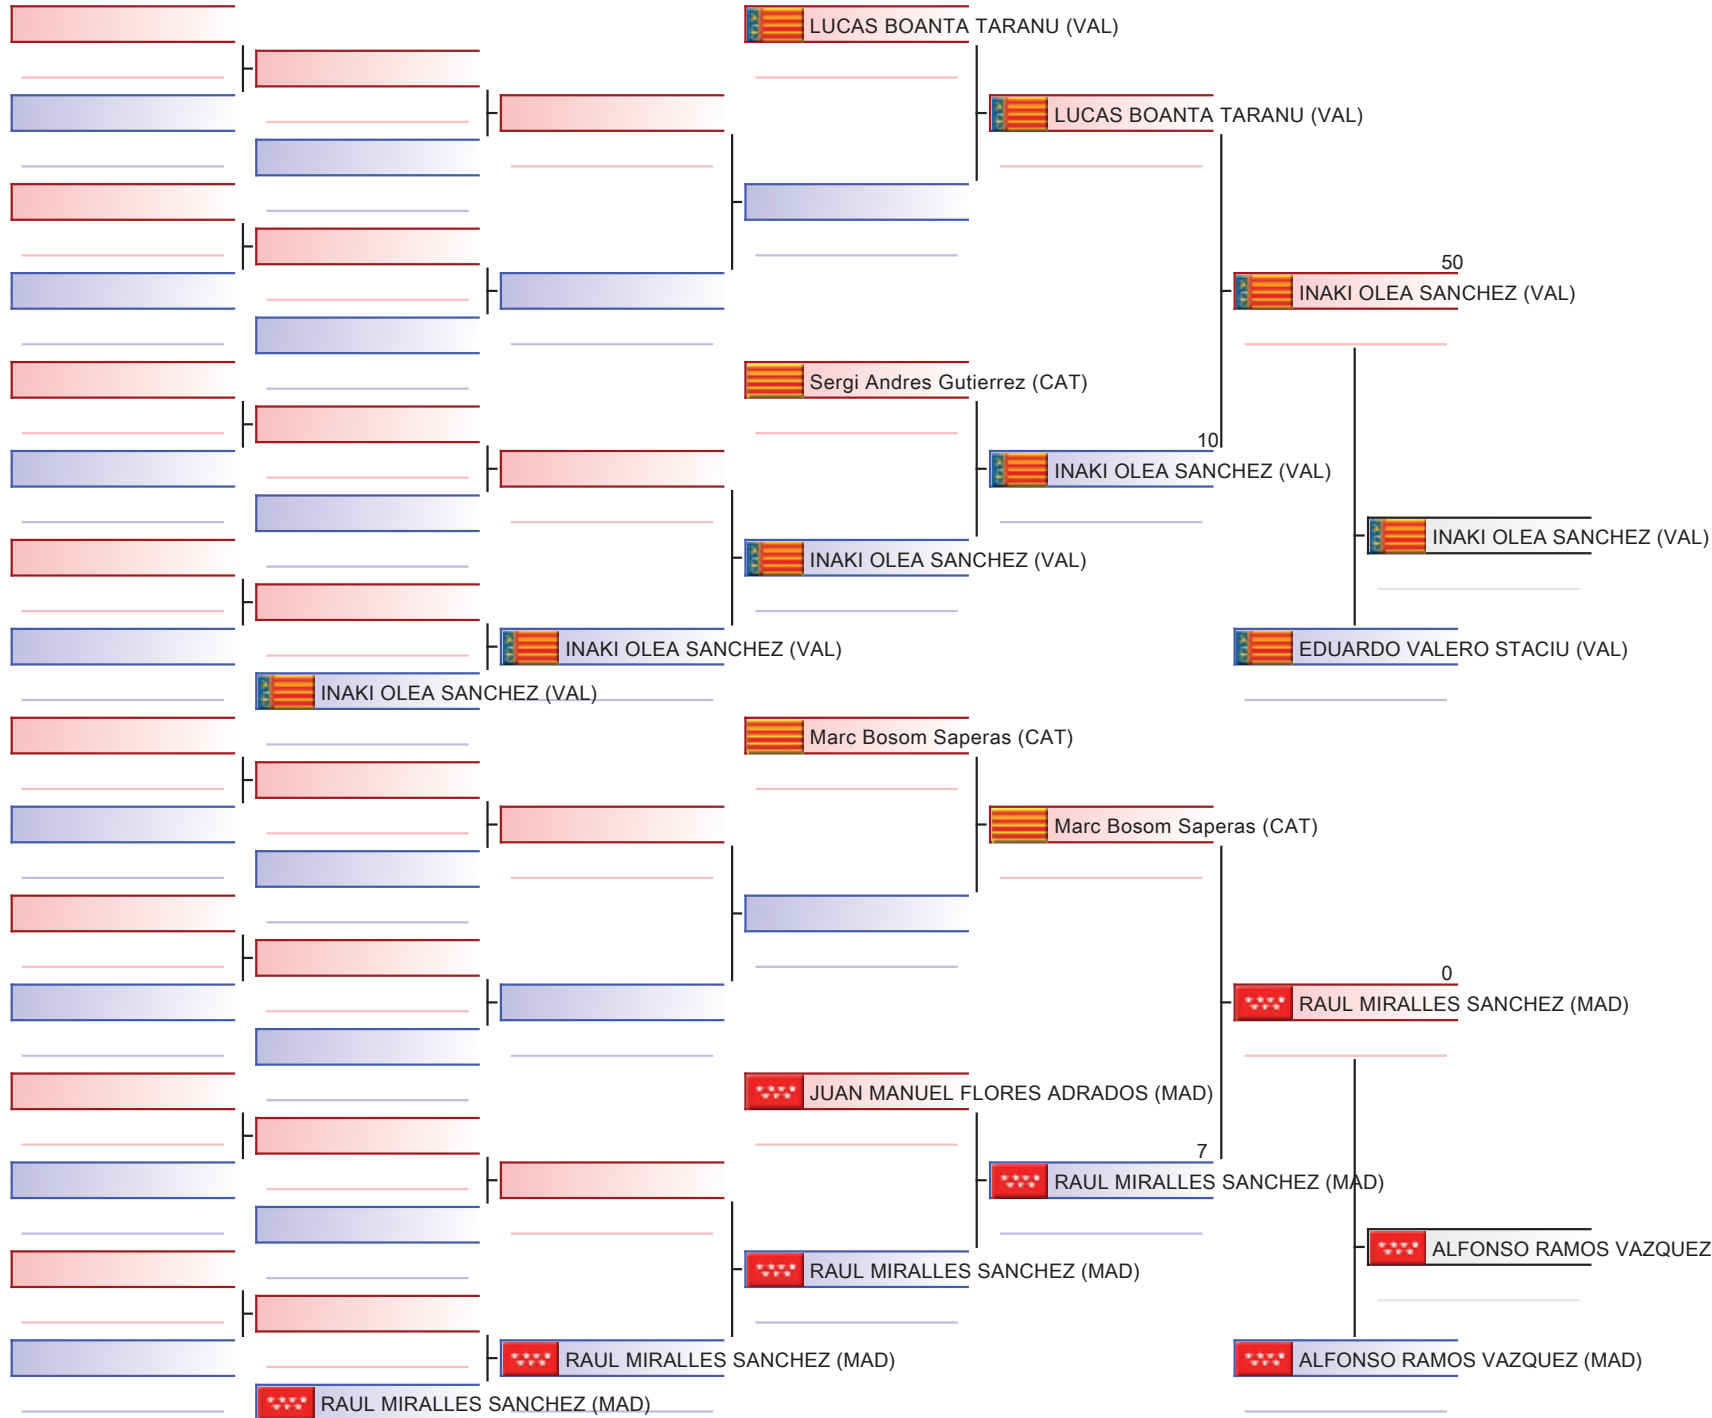 LUCAS BOANTA TARANU (VAL)
LUCAS BOANTA TARANU (VAL)
50
INAKI OLEA SANCHEZ (VAL)
Sergi Andres Gutierrez (CAT)
10
INAKI OLEA SANCHEZ (VAL)
INAKI OLEA SANCHEZ (VAL)
INAKI OLEA SANCHEZ (VAL)
INAKI OLEA SANCHEZ (VAL)
EDUARDO VALERO STACIU (VAL)
INAKI OLEA SANCHEZ (VAL)
Marc Bosom Saperas (CAT)
Marc Bosom Saperas (CAT)
0
RAUL MIRALLES SANCHEZ (MAD)
JUAN MANUEL FLORES ADRADOS (MAD)
7
RAUL MIRALLES SANCHEZ (MAD)
ALFONSO RAMOS VAZQUEZ
RAUL MIRALLES SANCHEZ (MAD)
RAUL MIRALLES SANCHEZ (MAD)
ALFONSO RAMOS VAZQUEZ (MAD)
RAUL MIRALLES SANCHEZ (MAD)